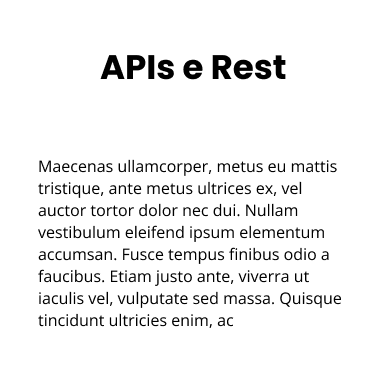 APIs e Rest
Maecenas ullamcorper, metus eu mattis
tristique, ante metus ultrices ex, vel
auctor tortor dolor nec dui. Nullam
vestibulum eleifend ipsum elementum
accumsan. Fusce tempus finibus odio a
faucibus. Etiam justo ante, viverra ut
iaculis vel, vulputate sed massa. Quisque
tincidunt ultricies enim, ac